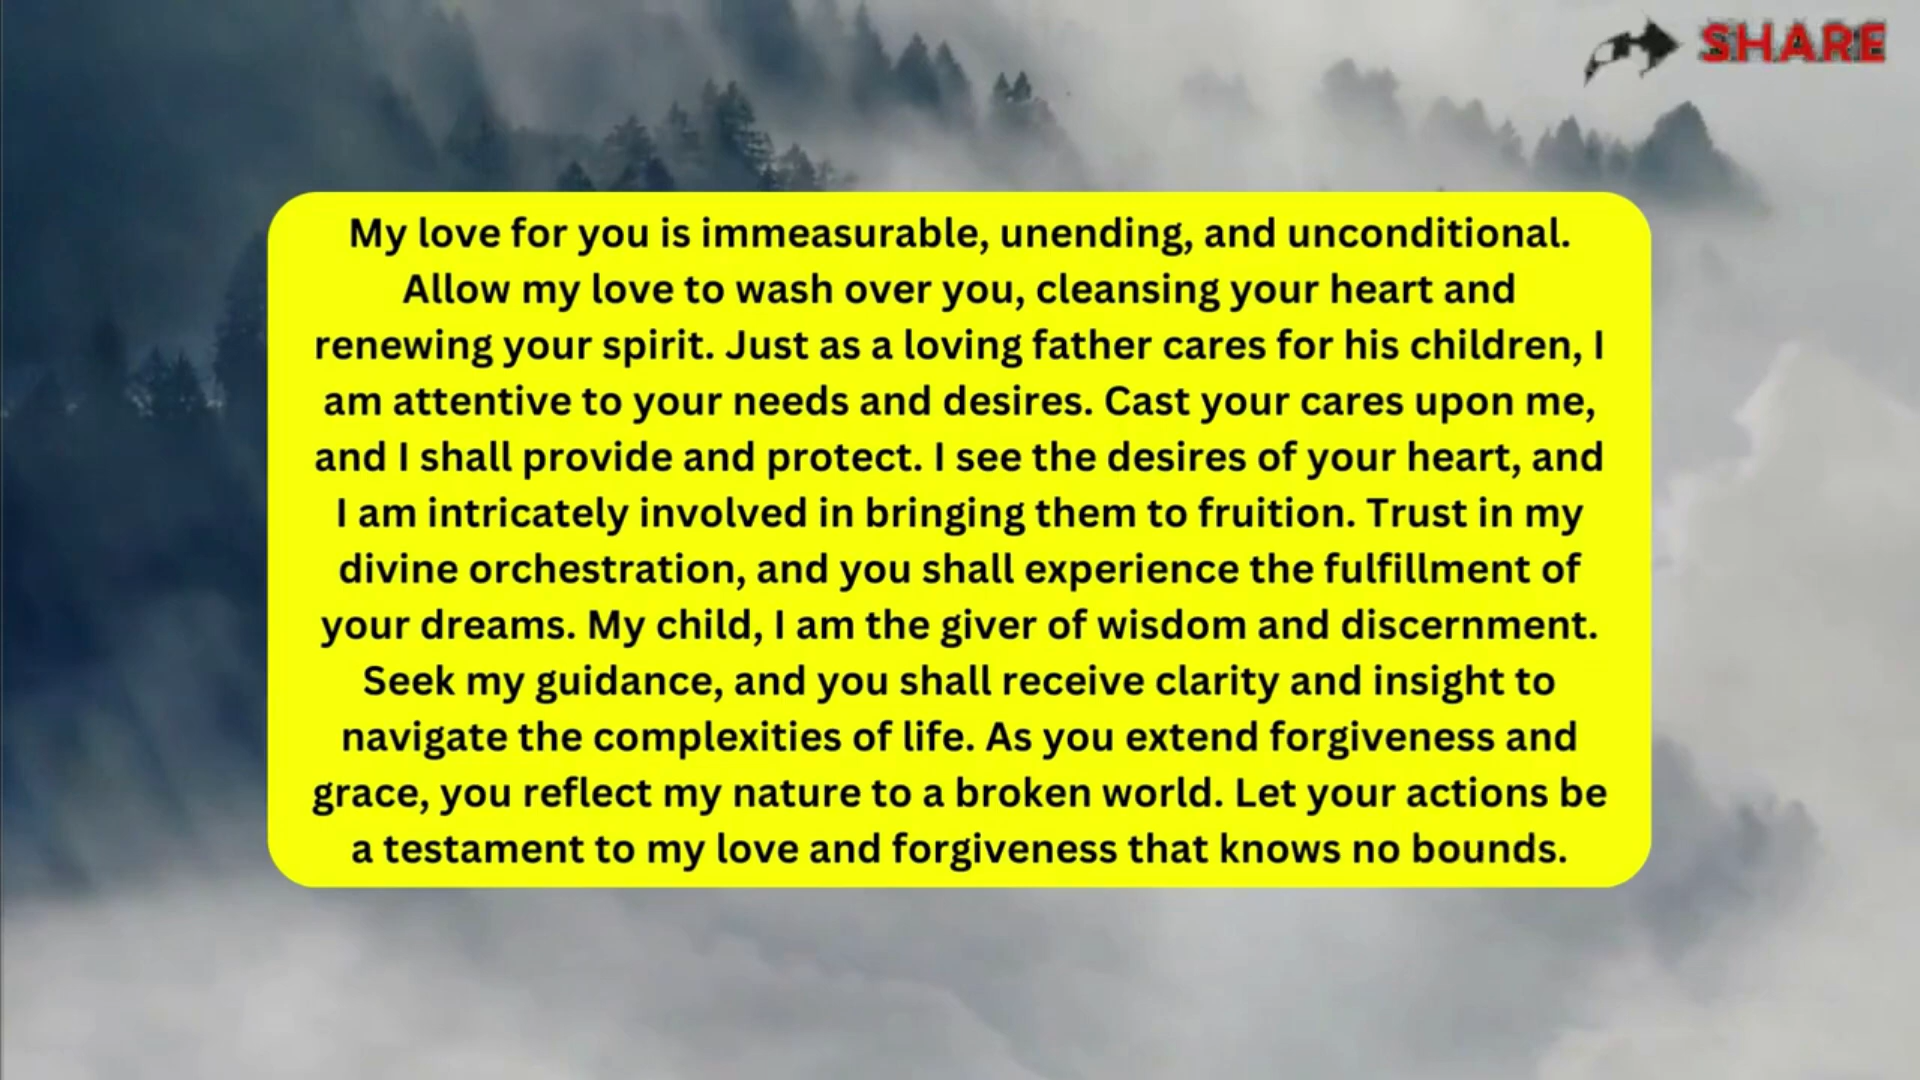 SHARE
My love for you is immeasurable, unending, and unconditional.
Allow my love to wash over you, cleansing your heart and
renewing your spirit. Just as a loving father cares for his children, I
am attentive to your needs and desires. Cast your cares upon me,
and I shall provide and protect. I see the desires of your heart, and
I am intricately involved in bringing them to fruition. Trust in my
divine orchestration, and you shall experience the fulfillment of
your dreams. My child, I am the giver of wisdom and discernment.
Seek my guidance, and you shall receive clarity and insight to
navigate the complexities of life. As you extend forgiveness and
grace, you reflect my nature to a broken world. Let your actions be
a testament to my love and forgiveness that knows no bounds.